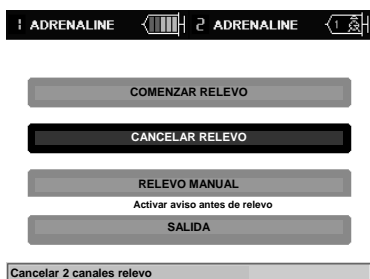 1 ADRENALINE 2 ADRENALINE 1
COMENZAR RELEVO
CANCELAR RELEVO
RELEVO MANUAL
Activar aviso antes de relevo
SALIDA
Cancelar 2 canales relevo